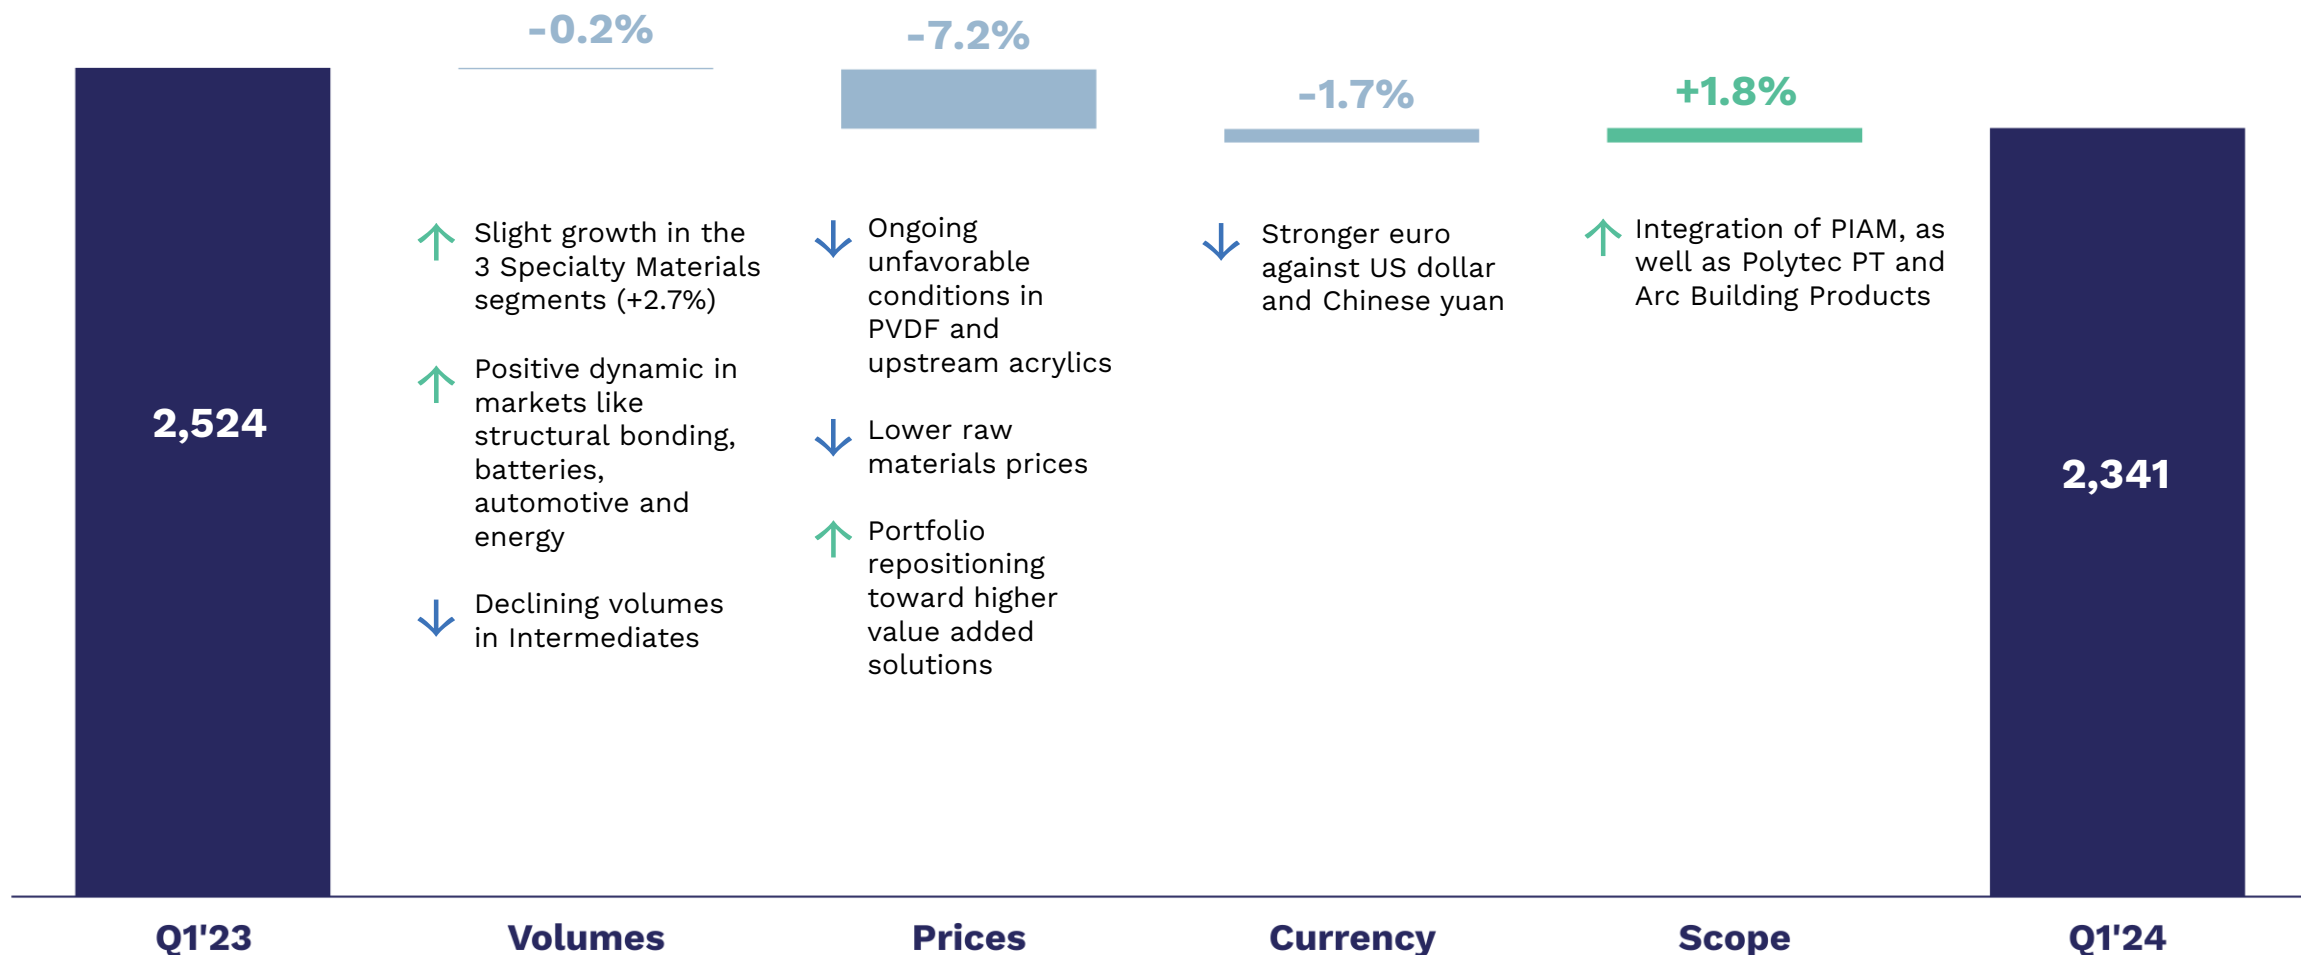 -0.2%
-7.2%
-1.7%
+1.8%
2,524
Slight growth in the
3 Specialty Materials
segments (+2.7%)
Positive dynamic in
markets like
structural bonding,
batteries,
automotive and
energy
Declining volumes
in Intermediates
Ongoing
unfavorable
conditions in
PVDF and
upstream acrylics
Lower raw
materials prices
Portfolio
repositioning
toward higher
value added
solutions
Stronger euro
against US dollar
and Chinese yuan
Integration of PIAM, as
well as Polytec PT and
Arc Building Products
2,341
Q1'23
Volumes
Prices
Currency
Scope
Q1'24